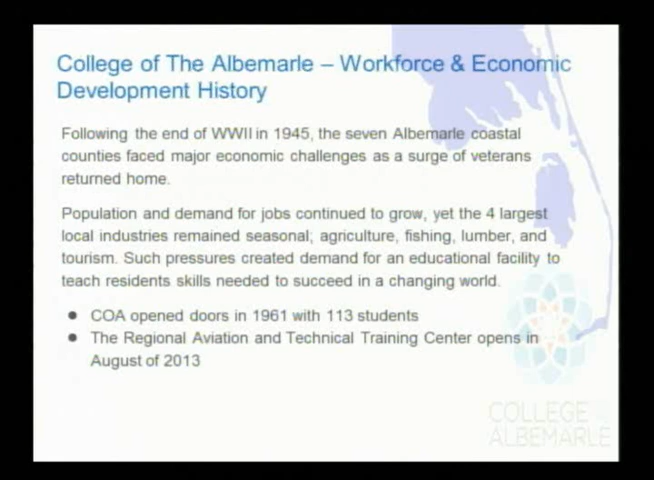 College of The Albemarle – Workforce & Economic
Development History
Following the end of WWII in 1945, the seven Albemarle coastal
counties faced major economic challenges as a surge of veterans
returned home.
Population and demand for jobs continued to grow, yet the 4 largest
local industries remained seasonal; agriculture, fishing, lumber, and
tourism. Such pressures created demand for an educational facility to
teach residents skills needed to succeed in a changing world.
● COA opened doors in 1961 with 113 students
● The Regional Aviation and Technical Training Center opens in
August of 2013
COLLEGE
ALBEMARLE